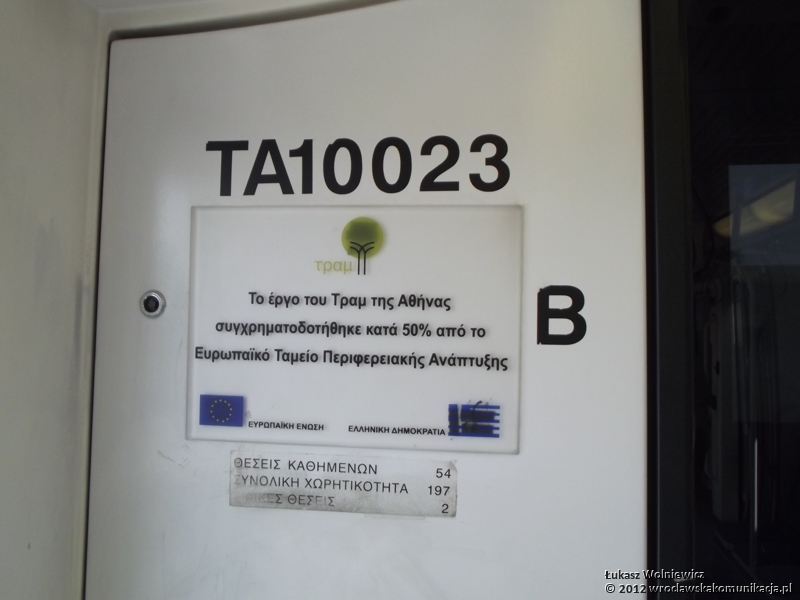 TA10023
τραμ
Το έργο του Τραμ της Αθήνας
συγχρηματοδοτήθηκε κατά 50% από το
Ευρωπαϊκό Ταμείο Περιφερειακής Ανάπτυξης
B
ΕΥΡΩΠΑΪΚΗ ΕΝΩΣΗ ΕΛΛΗΝΙΚΗ ΔΗΜΟΚΡΑΤΙΑ
ΘΕΣΕΙΣ ΚΑΘΗΜΕΝΩΝ 54
ΣΥΝΟΛΙΚΗ ΧΩΡΗΤΙΚΟΤΗΤΑ 197
ΘΕΣΕΙΣ 2
Łukasz Wolniewicz
© 2012 wroclawskakomunikacja.pl